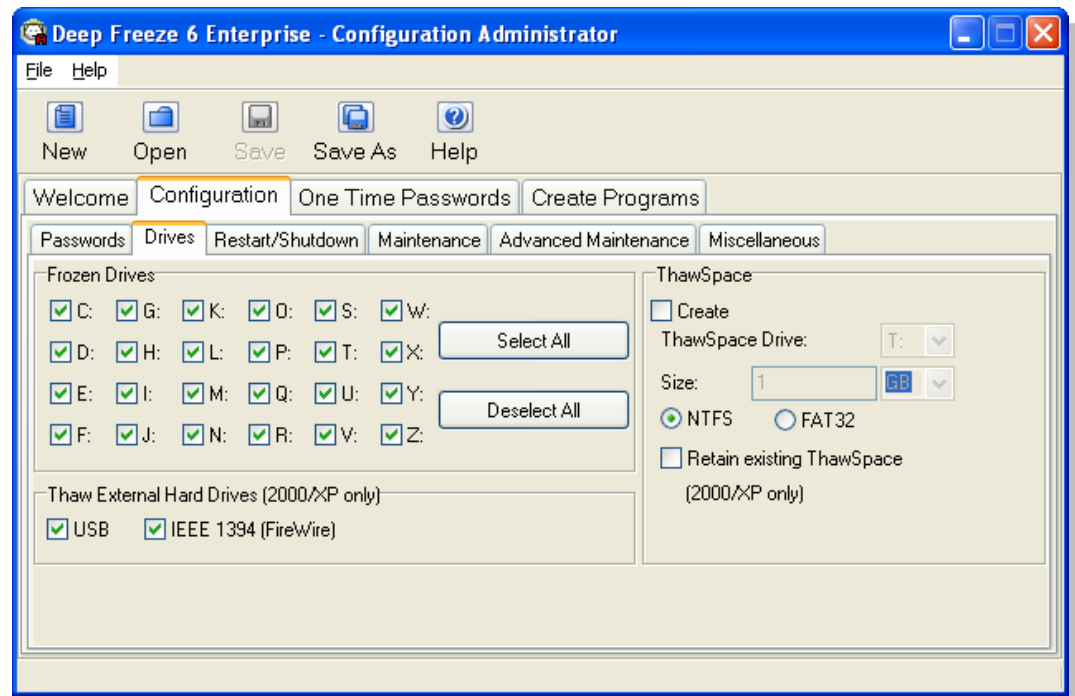 Deep Freeze 6 Enterprise - Configuration Administrator
File Help
New Open Save Save As Help
Welcome Configuration One Time Passwords Create Programs
Passwords Drives Restart/Shutdown Maintenance Advanced Maintenance Miscellaneous
Frozen Drives
C: G: K: O: S: W:
D: H: L: P: T: X:
E: I: M: Q: U: Y:
F: J: N: R: V: Z:
Select All
Deselect All
Thaw External Hard Drives (2000/XP only)
USB IEEE 1394 (FireWire)
ThawSpace
Create
ThawSpace Drive: T:
Size: 1 GB
NTFS FAT32
Retain existing ThawSpace
(2000/XP only)